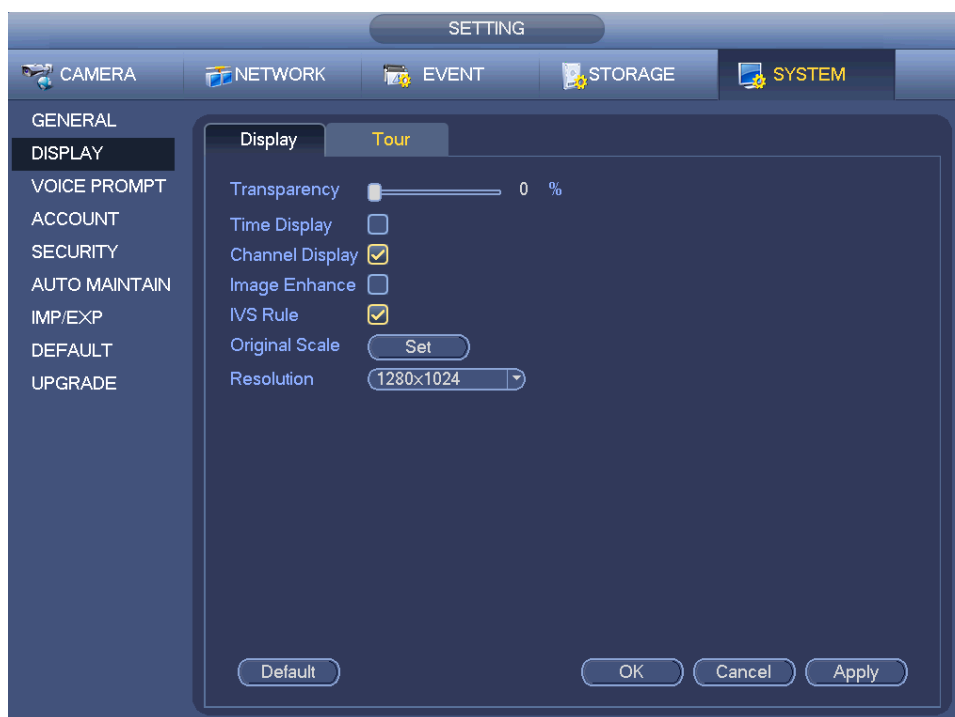 SETTING
CAMERA NETWORK EVENT STORAGE SYSTEM
GENERAL
DISPLAY
VOICE PROMPT
ACCOUNT
SECURITY
AUTO MAINTAIN
IMP/EXP
DEFAULT
UPGRADE
Display Tour
Transparency 0 %
Time Display
Channel Display
Image Enhance
IVS Rule
Original Scale Set
Resolution 1280×1024
Default OK Cancel Apply